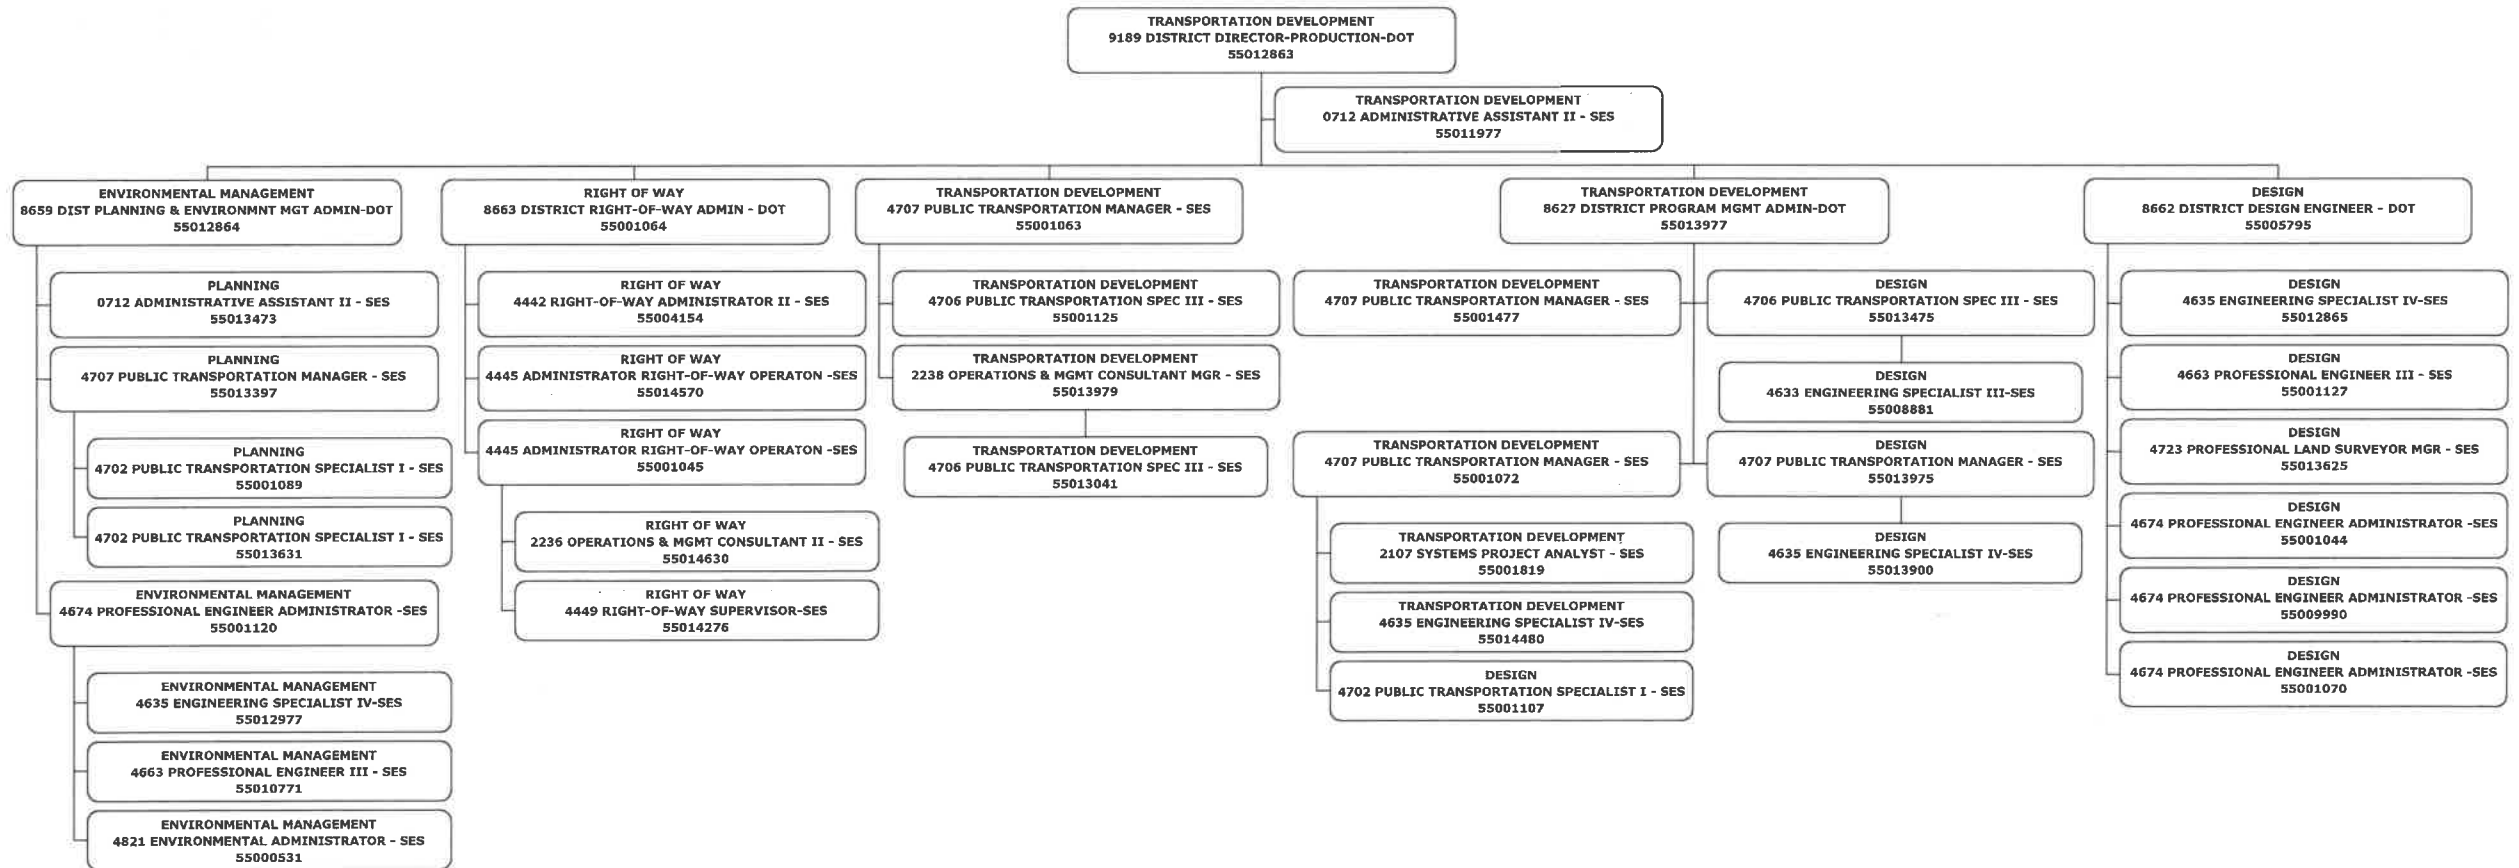 TRANSPORTATION DEVELOPMENT
9189 DISTRICT DIRECTOR-PRODUCTION-DOT
55012863
TRANSPORTATION DEVELOPMENT
0712 ADMINISTRATIVE ASSISTANT II - SES
55011977
ENVIRONMENTAL MANAGEMENT
8659 DIST PLANNING & ENVIRONMNT MGT ADMIN-DOT
55012864
PLANNING
0712 ADMINISTRATIVE ASSISTANT II - SES
55013473
PLANNING
4707 PUBLIC TRANSPORTATION MANAGER - SES
55013397
PLANNING
4702 PUBLIC TRANSPORTATION SPECIALIST I - SES
55001089
PLANNING
4702 PUBLIC TRANSPORTATION SPECIALIST I - SES
55013631
ENVIRONMENTAL MANAGEMENT
4674 PROFESSIONAL ENGINEER ADMINISTRATOR -SES
55001120
ENVIRONMENTAL MANAGEMENT
4635 ENGINEERING SPECIALIST IV-SES
55012977
ENVIRONMENTAL MANAGEMENT
4663 PROFESSIONAL ENGINEER III - SES
55010771
ENVIRONMENTAL MANAGEMENT
4821 ENVIRONMENTAL ADMINISTRATOR - SES
55000531
RIGHT OF WAY
8663 DISTRICT RIGHT-OF-WAY ADMIN - DOT
55001064
RIGHT OF WAY
4442 RIGHT-OF-WAY ADMINISTRATOR II - SES
55004154
RIGHT OF WAY
4445 ADMINISTRATOR RIGHT-OF-WAY OPERATON -SES
55014570
RIGHT OF WAY
4445 ADMINISTRATOR RIGHT-OF-WAY OPERATON -SES
55001045
RIGHT OF WAY
2236 OPERATIONS & MGMT CONSULTANT II - SES
55014630
RIGHT OF WAY
4449 RIGHT-OF-WAY SUPERVISOR-SES
55014276
TRANSPORTATION DEVELOPMENT
4707 PUBLIC TRANSPORTATION MANAGER - SES
55001063
TRANSPORTATION DEVELOPMENT
4706 PUBLIC TRANSPORTATION SPEC III - SES
55001125
TRANSPORTATION DEVELOPMENT
2238 OPERATIONS & MGMT CONSULTANT MGR - SES
55013979
TRANSPORTATION DEVELOPMENT
4706 PUBLIC TRANSPORTATION SPEC III - SES
55013041
TRANSPORTATION DEVELOPMENT
8627 DISTRICT PROGRAM MGMT ADMIN-DOT
55013977
TRANSPORTATION DEVELOPMENT
4707 PUBLIC TRANSPORTATION MANAGER - SES
55001477
DESIGN
4706 PUBLIC TRANSPORTATION SPEC III - SES
55013475
DESIGN
4633 ENGINEERING SPECIALIST III-SES
55008881
TRANSPORTATION DEVELOPMENT
4707 PUBLIC TRANSPORTATION MANAGER - SES
55001072
TRANSPORTATION DEVELOPMENT
2107 SYSTEMS PROJECT ANALYST - SES
55001819
TRANSPORTATION DEVELOPMENT
4635 ENGINEERING SPECIALIST IV-SES
55014480
DESIGN
4702 PUBLIC TRANSPORTATION SPECIALIST I - SES
55001107
DESIGN
4707 PUBLIC TRANSPORTATION MANAGER - SES
55013975
DESIGN
4635 ENGINEERING SPECIALIST IV-SES
55013900
DESIGN
8662 DISTRICT DESIGN ENGINEER - DOT
55005795
DESIGN
4635 ENGINEERING SPECIALIST IV-SES
55012865
DESIGN
4663 PROFESSIONAL ENGINEER III - SES
55001127
DESIGN
4723 PROFESSIONAL LAND SURVEYOR MGR - SES
55013625
DESIGN
4674 PROFESSIONAL ENGINEER ADMINISTRATOR -SES
55001044
DESIGN
4674 PROFESSIONAL ENGINEER ADMINISTRATOR -SES
55009990
DESIGN
4674 PROFESSIONAL ENGINEER ADMINISTRATOR -SES
55001070